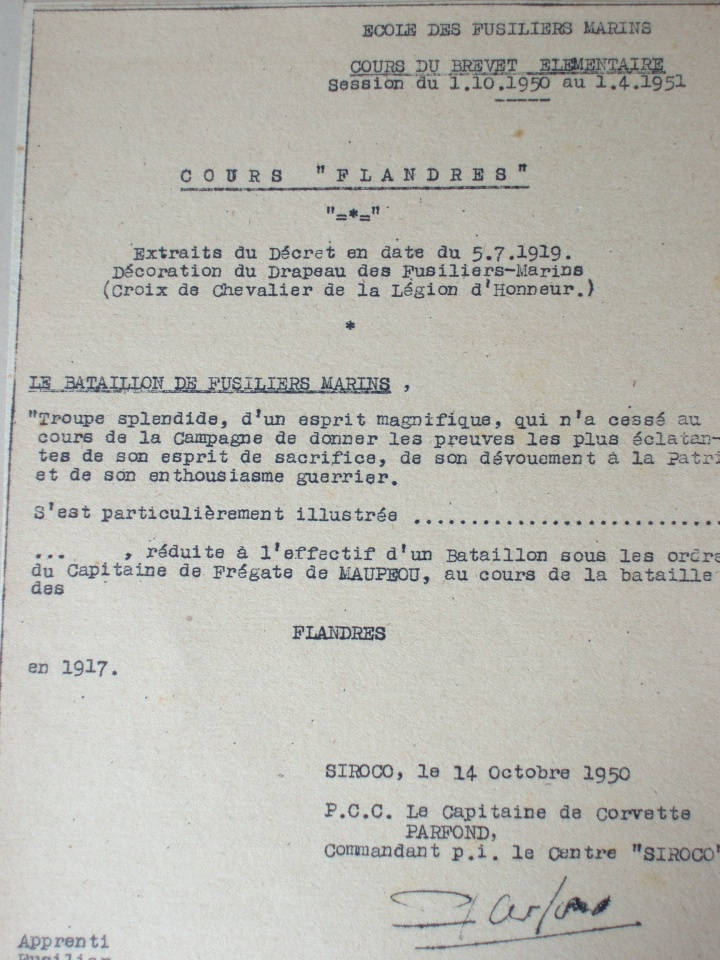 ECOLE DES FUSILIERS MARINS
COURS DU BREVET ELEMENTAIRE
Session du 1.10.1950 au 1.4.1951
COURS "FLANDRES"
"=*="
Extraits du Décret en date du 5.7.1919.
Décoration du Drapeau des Fusiliers-Marins
(Croix de Chevalier de la Légion d'Honneur.)
*
LE BATAILLON DE FUSILIERS MARINS ,
"Troupe splendide, d'un esprit magnifique, qui n'a cessé au
cours de la Campagne de donner les preuves les plus éclatan-
tes de son esprit de sacrifice, de son dévouement à la Patri
et de son enthousiasme guerrier.
S'est particulièrement illustrée ..........................
... , réduite à l'effectif d'un Bataillon sous les ordre
du Capitaine de Frégate de MAUPEOU, au cours de la bataille
des
FLANDRES
en 1917.
SIROCO, le 14 Octobre 1950
P.C.C. Le Capitaine de Corvette
PARFOND,
Commandant p.i. le Centre "SIROCO"
Parfond
Apprenti
Fusilier